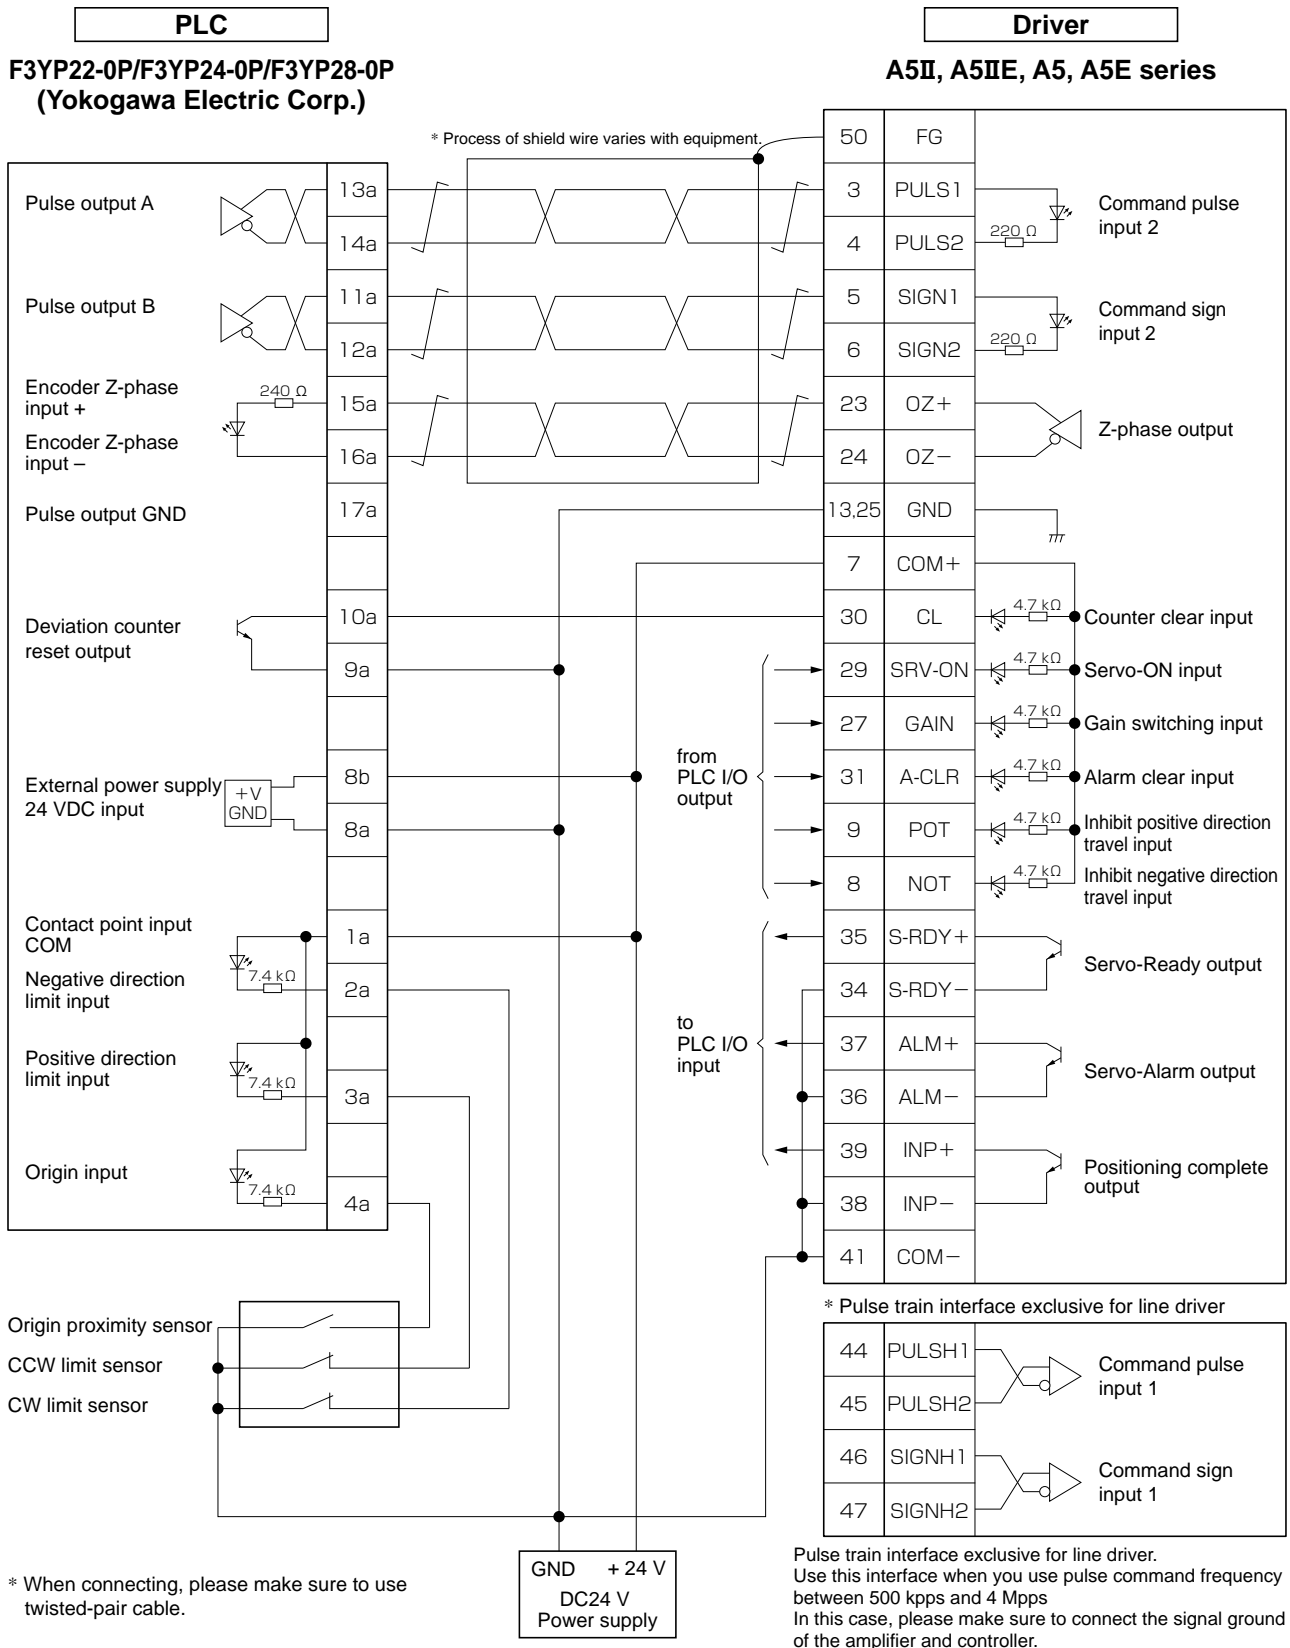 PLC
F3YP22-0P/F3YP24-0P/F3YP28-0P
(Yokogawa Electric Corp.)
Driver
A5II, A5IIE, A5, A5E series
* Process of shield wire varies with equipment.
Pulse output A
13a
14a
Pulse output B
11a
12a
Encoder Z-phase
input +
240 Ω
15a
Encoder Z-phase
input –
16a
Pulse output GND
17a
Deviation counter
reset output
10a
9a
External power supply
24 VDC input
+V
GND
8b
8a
Contact point input
COM
1a
Negative direction
limit input
7.4 kΩ
2a
Positive direction
limit input
7.4 kΩ
3a
Origin input
7.4 kΩ
4a
Origin proximity sensor
CCW limit sensor
CW limit sensor
* When connecting, please make sure to use
twisted-pair cable.
GND + 24 V
DC24 V
Power supply
from
PLC I/O
output
to
PLC I/O
input
50 FG
3 PULS1
4 PULS2
220 Ω
Command pulse
input 2
5 SIGN1
6 SIGN2
220 Ω
Command sign
input 2
23 OZ+
24 OZ−
Z-phase output
13,25 GND
7 COM+
30 CL 4.7 kΩ Counter clear input
29 SRV-ON 4.7 kΩ Servo-ON input
27 GAIN 4.7 kΩ Gain switching input
31 A-CLR 4.7 kΩ Alarm clear input
9 POT 4.7 kΩ Inhibit positive direction
travel input
8 NOT 4.7 kΩ Inhibit negative direction
travel input
35 S-RDY+
34 S-RDY−
Servo-Ready output
37 ALM+
36 ALM−
Servo-Alarm output
39 INP+
38 INP−
Positioning complete
output
41 COM−
* Pulse train interface exclusive for line driver
44 PULSH1
45 PULSH2
Command pulse
input 1
46 SIGNH1
47 SIGNH2
Command sign
input 1
Pulse train interface exclusive for line driver.
Use this interface when you use pulse command frequency
between 500 kpps and 4 Mpps
In this case, please make sure to connect the signal ground
of the amplifier and controller.